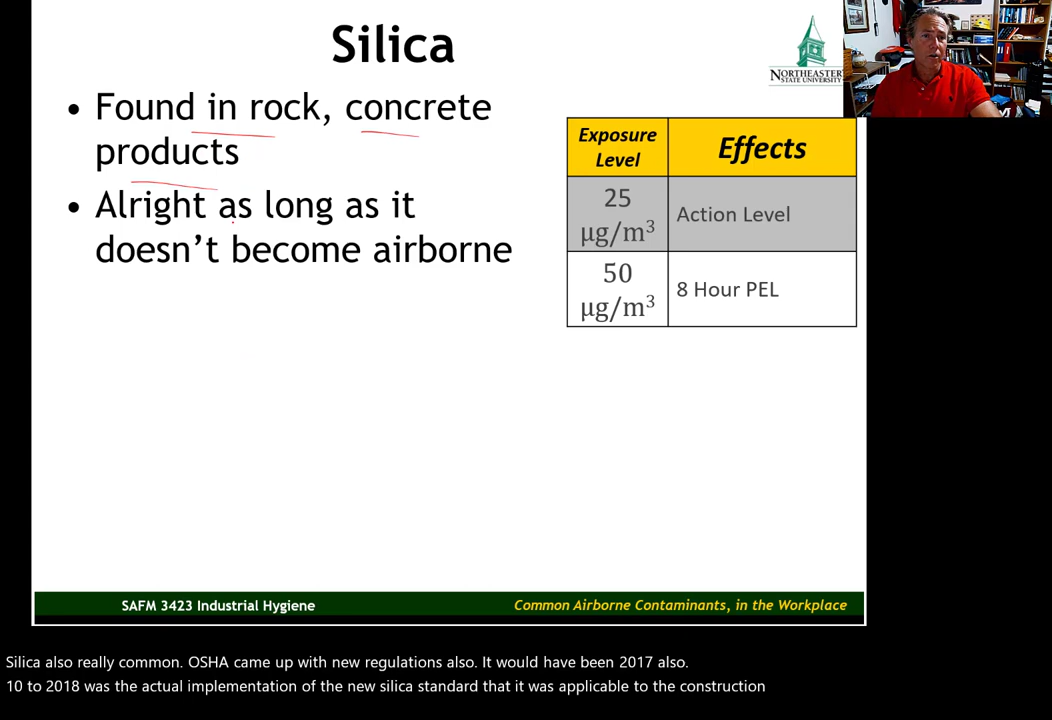 Silica
NORTHEASTER
STATE UNIVERSITY
• Found in rock, concrete
products
• Alright as long as it
doesn’t become airborne
Exposure
Level
Effects
25
μg/m³
Action Level
50
μg/m³
8 Hour PEL
SAFM 3423 Industrial Hygiene
Common Airborne Contaminants, in the Workplace
Silica also really common. OSHA came up with new regulations also. It would have been 2017 also.
10 to 2018 was the actual implementation of the new silica standard that it was applicable to the construction